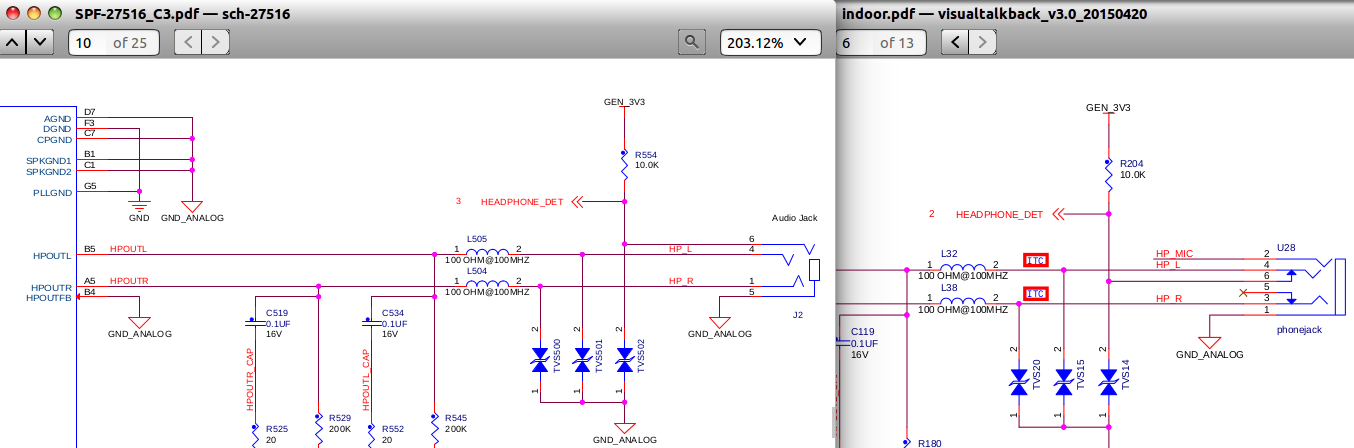 SPF-27516_C3.pdf — sch-27516
10 of 25
203.12%
GEN_3V3
AGND D7
DGND F3
CPGND C7
SPKGND1 B1
SPKGND2 C1
PLLGND G5
GND GND_ANALOG
R554
10.0K
3 HEADPHONE_DET
Audio Jack
HPOUTL B5 HPOUTL
L505
1 2
100 OHM@100MHZ
HP_L
6
4
HPOUTR A5 HPOUTR
HPOUTFB B4
L504
1 2
100 OHM@100MHZ
HP_R
1
5
J2
GND_ANALOG
GND_ANALOG
C519
0.1UF
16V
C534
0.1UF
16V
HPOUTR_CAP
HPOUTL_CAP
2 2 2
TVS500 TVS501 TVS502
1 1 1
R525
20
R529
200K
R552
20
R545
200K
GND_ANALOG
indoor.pdf — visualtalkback_v3.0_20150420
6 of 13
GEN_3V3
R204
10.0K
2 HEADPHONE_DET
U28
L32
1 2
100 OHM@100MHZ
ITC
HP_MIC 2
HP_L 4
6
5
L38
1 2
100 OHM@100MHZ
ITC
HP_R 3
1
phonejack
GND_ANALOG
C119
0.1UF
16V
2 2 2
TVS20 TVS15 TVS14
1 1 1
R180